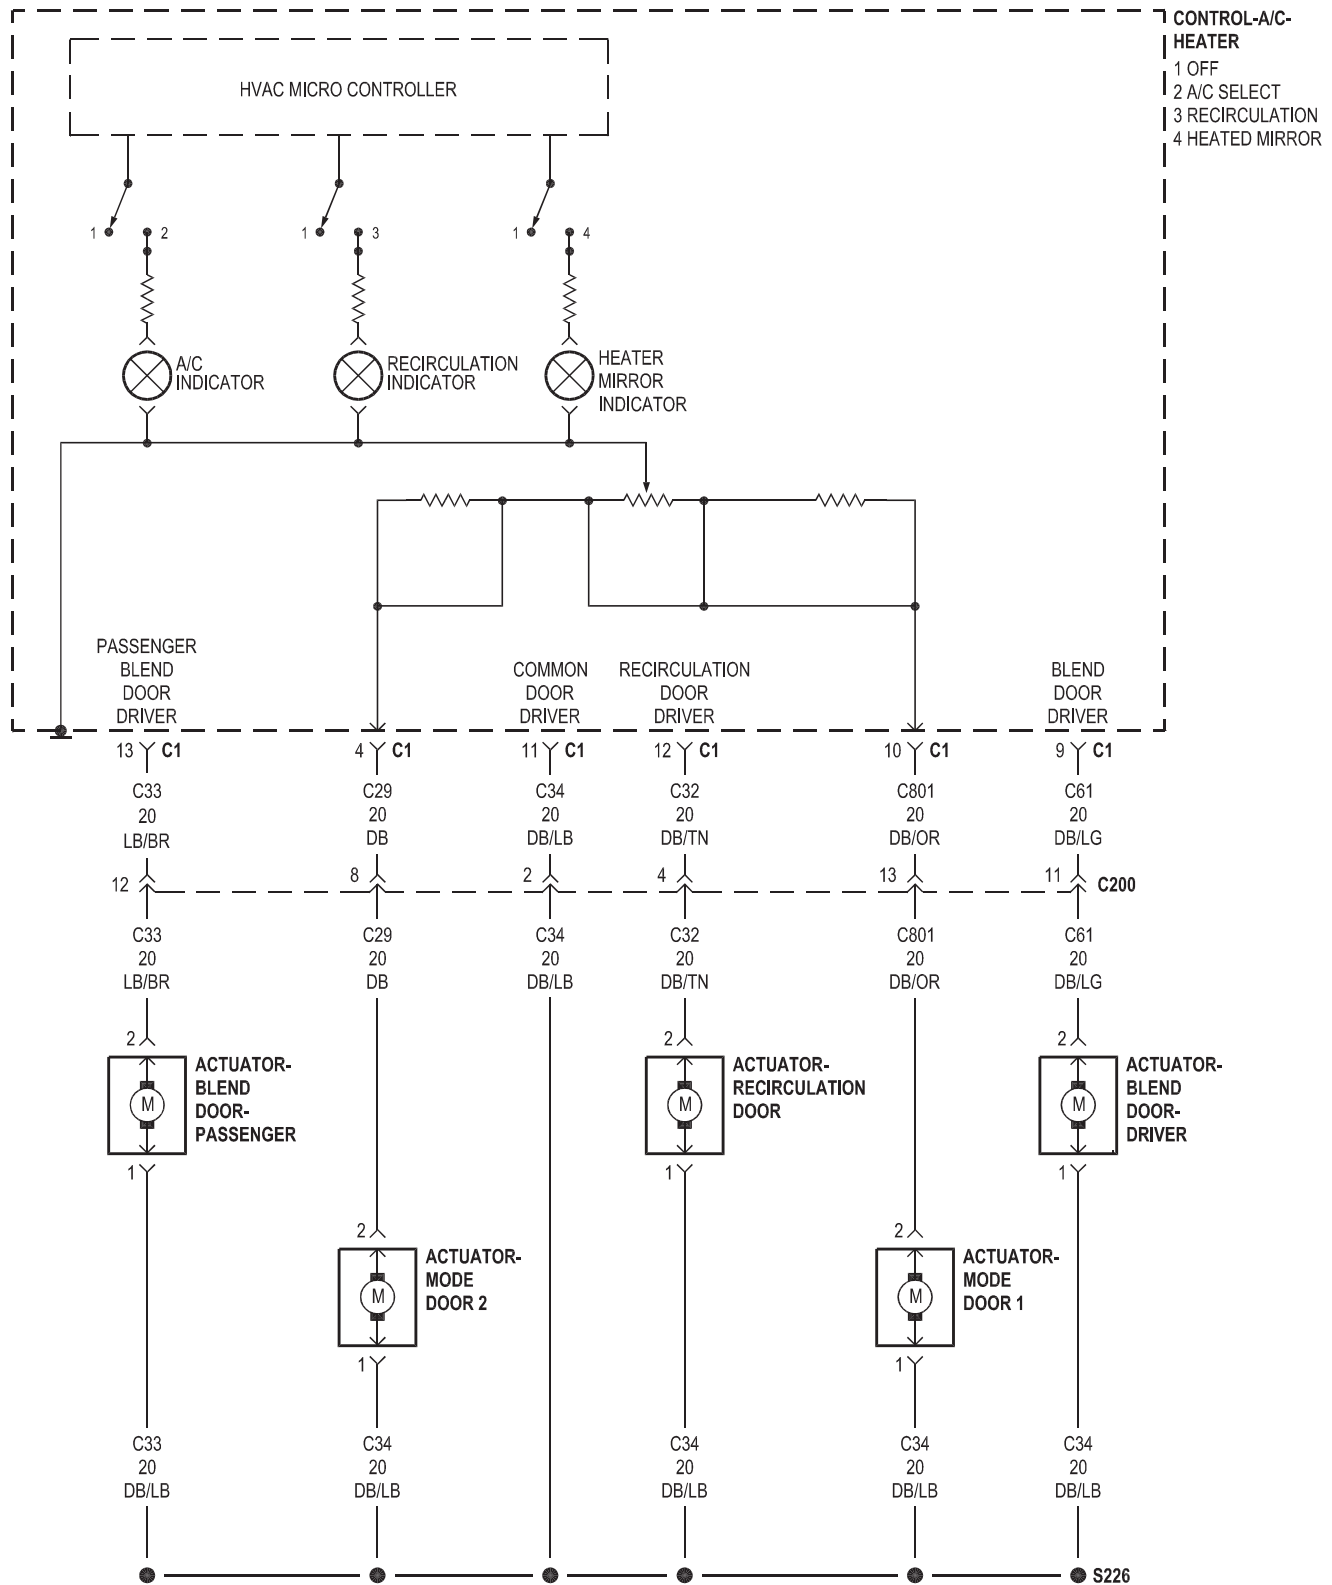 CONTROL-A/C-
HEATER
1 OFF
2 A/C SELECT
3 RECIRCULATION
4 HEATED MIRROR
HVAC MICRO CONTROLLER
1 2 1 3 1 4
A/C
INDICATOR
RECIRCULATION
INDICATOR
HEATER
MIRROR
INDICATOR
PASSENGER
BLEND
DOOR
DRIVER
COMMON
DOOR
DRIVER
RECIRCULATION
DOOR
DRIVER
BLEND
DOOR
DRIVER
13 C1 4 C1 11 C1 12 C1 10 C1 9 C1
C33 C29 C34 C32 C801 C61
20 20 20 20 20 20
LB/BR DB DB/LB DB/TN DB/OR DB/LG
12 8 2 4 13 11 C200
C33 C29 C34 C32 C801 C61
20 20 20 20 20 20
LB/BR DB DB/LB DB/TN DB/OR DB/LG
2 2 2
M
ACTUATOR-
BLEND
DOOR-
PASSENGER
M
ACTUATOR-
RECIRCULATION
DOOR
M
ACTUATOR-
BLEND
DOOR-
DRIVER
1 1 1
2 2
M
ACTUATOR-
MODE
DOOR 2
M
ACTUATOR-
MODE
DOOR 1
1 1
C33 C34 C34 C34 C34
20 20 20 20 20
DB/LB DB/LB DB/LB DB/LB DB/LB
S226